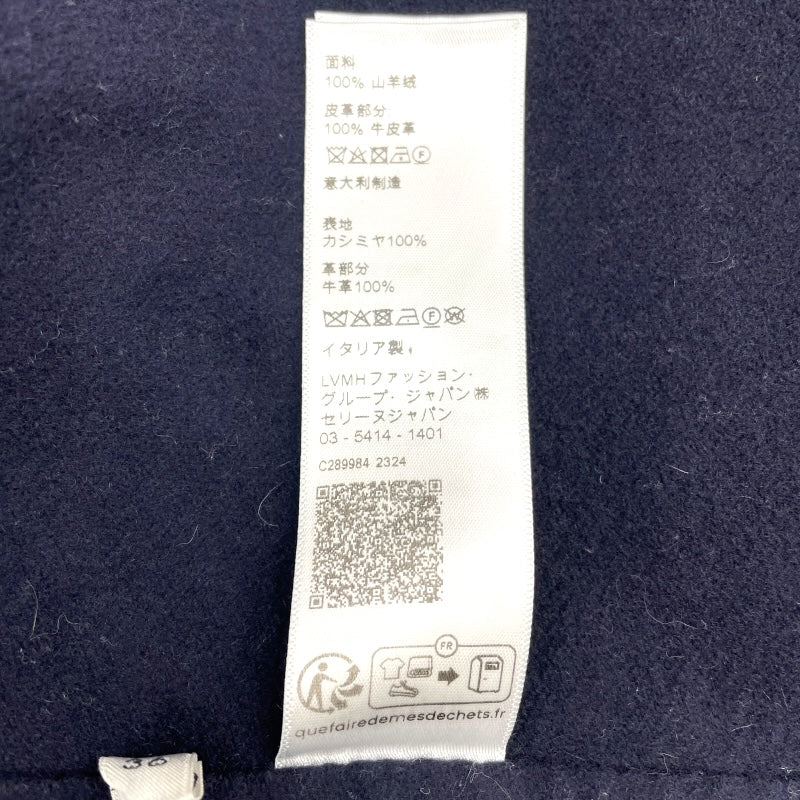 面料
100% 山羊绒
皮革部分
100% 牛皮革
意大利制造
表地
カシミヤ100%
革部分
牛革100%
イタリア製
LVMHファッション・
グループ・ジャパン㈱
セリーヌジャパン
03 - 5414 - 1401
C289984 2324
FR
quefairedemesdechets.fr
36